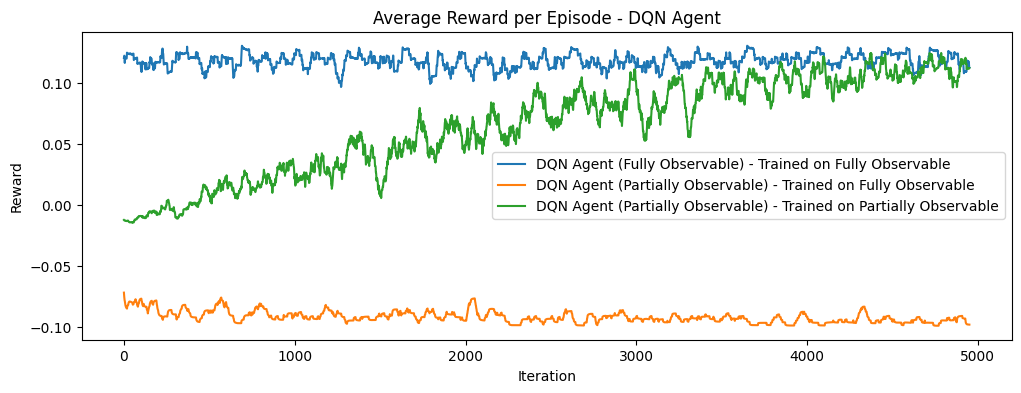 Average Reward per Episode - DQN Agent
Reward
0.10
0.05
0.00
−0.05
−0.10
DQN Agent (Fully Observable) - Trained on Fully Observable
DQN Agent (Partially Observable) - Trained on Fully Observable
DQN Agent (Partially Observable) - Trained on Partially Observable
0
1000
2000
3000
4000
5000
Iteration